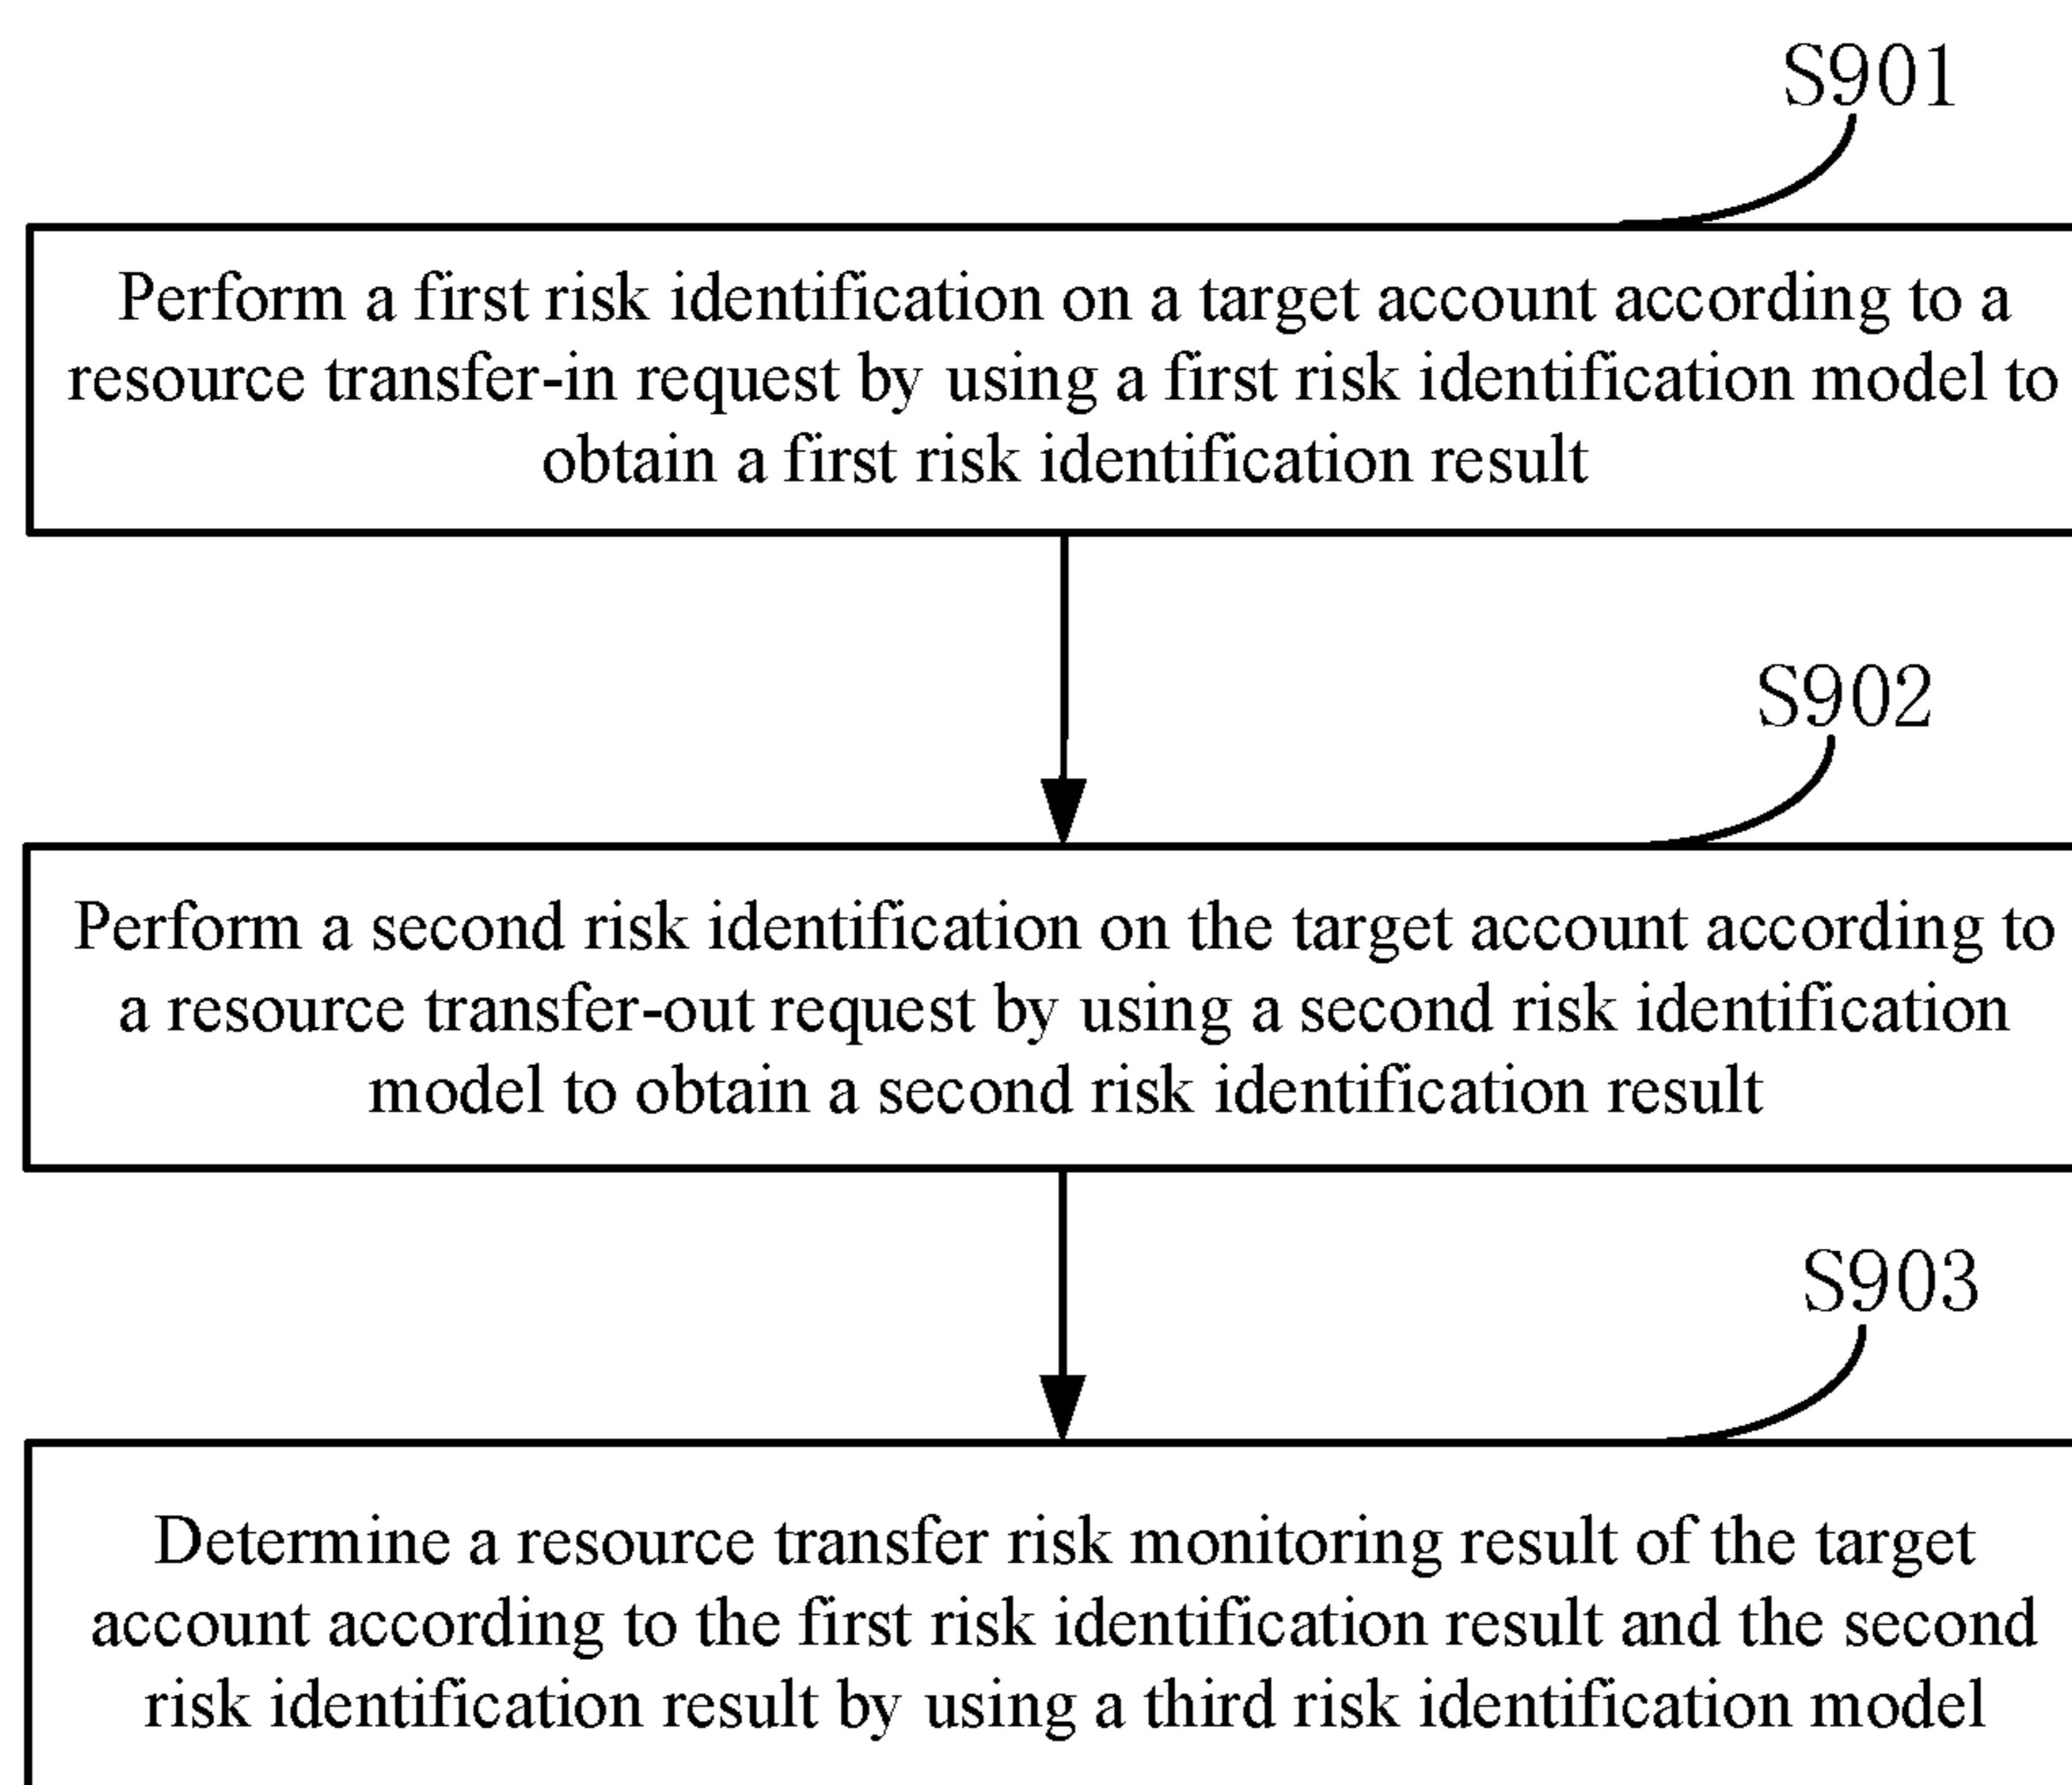 S901
Perform a first risk identification on a target account according to a
resource transfer-in request by using a first risk identification model to
obtain a first risk identification result
S902
Perform a second risk identification on the target account according to
a resource transfer-out request by using a second risk identification
model to obtain a second risk identification result
S903
Determine a resource transfer risk monitoring result of the target
account according to the first risk identification result and the second
risk identification result by using a third risk identification model